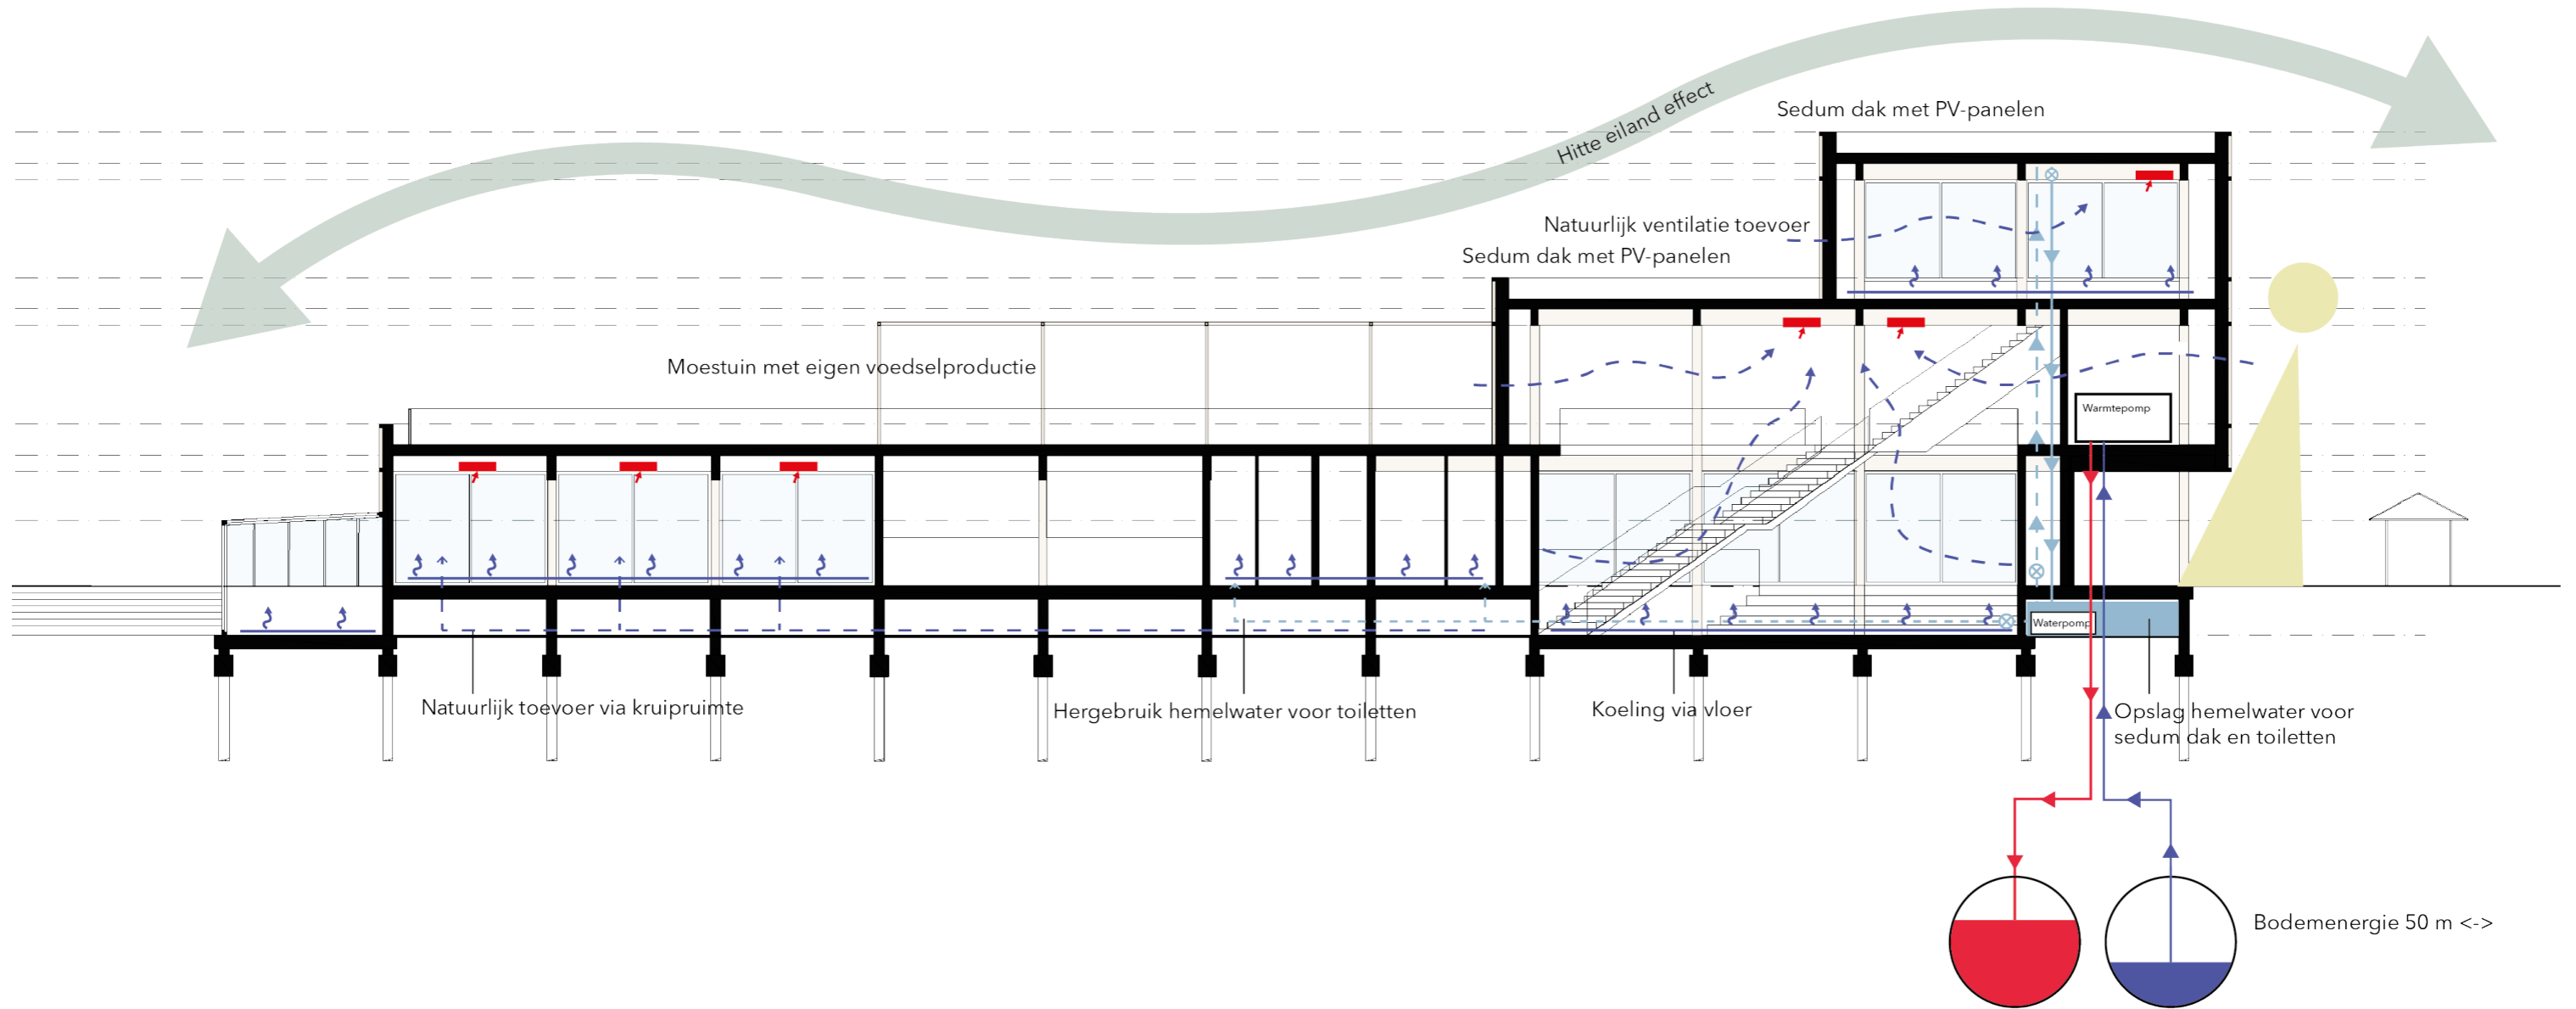 Hitte eiland effect
Sedum dak met PV-panelen
Natuurlijk ventilatie toevoer
Sedum dak met PV-panelen
Moestuin met eigen voedselproductie
Warmtepomp
Waterpomp
Natuurlijk toevoer via kruipruimte
Hergebruik hemelwater voor toiletten
Koeling via vloer
Opslag hemelwater voor
sedum dak en toiletten
Bodemenergie 50 m <->